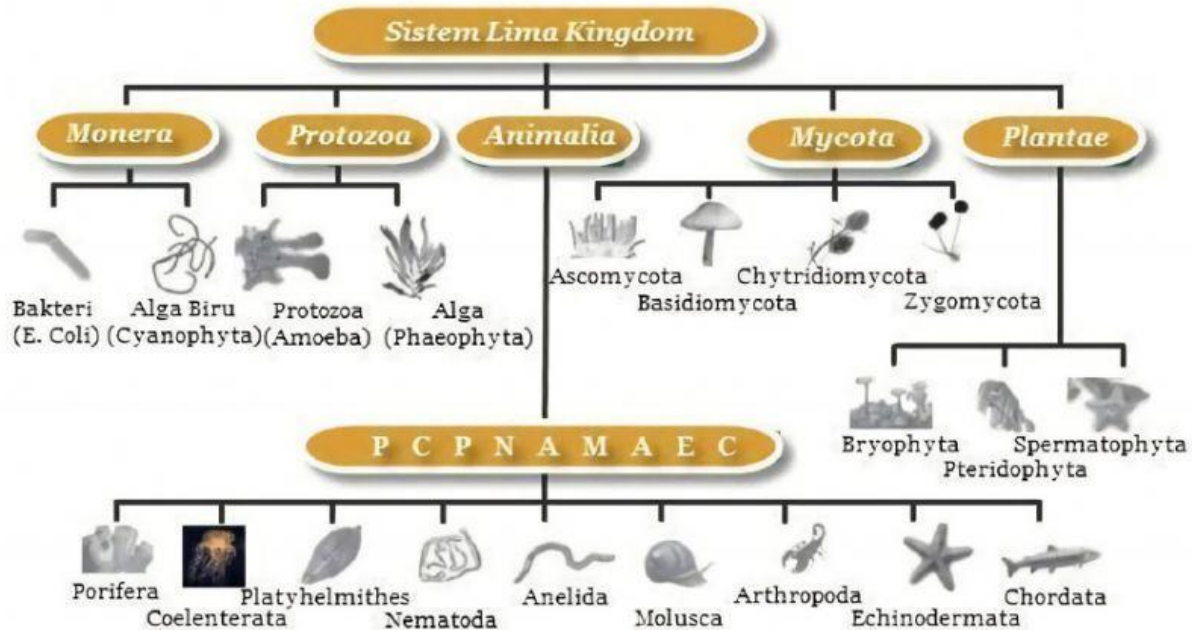 Sistem Lima Kingdom
Monera
Protozoa
Animalia
Mycota
Plantae
Bakteri
(E. Coli)
Alga Biru
(Cyanophyta)
Protozoa
(Amoeba)
Alga
(Phaeophyta)
Ascomycota
Basidiomycota
Chytridiomycota
Zygomycota
Bryophyta
Pteridophyta
Spermatophyta
P C P N A M A E C
Porifera
Coelenterata
Platyhelmithes
Nematoda
Anelida
Molusca
Arthropoda
Echinodermata
Chordata